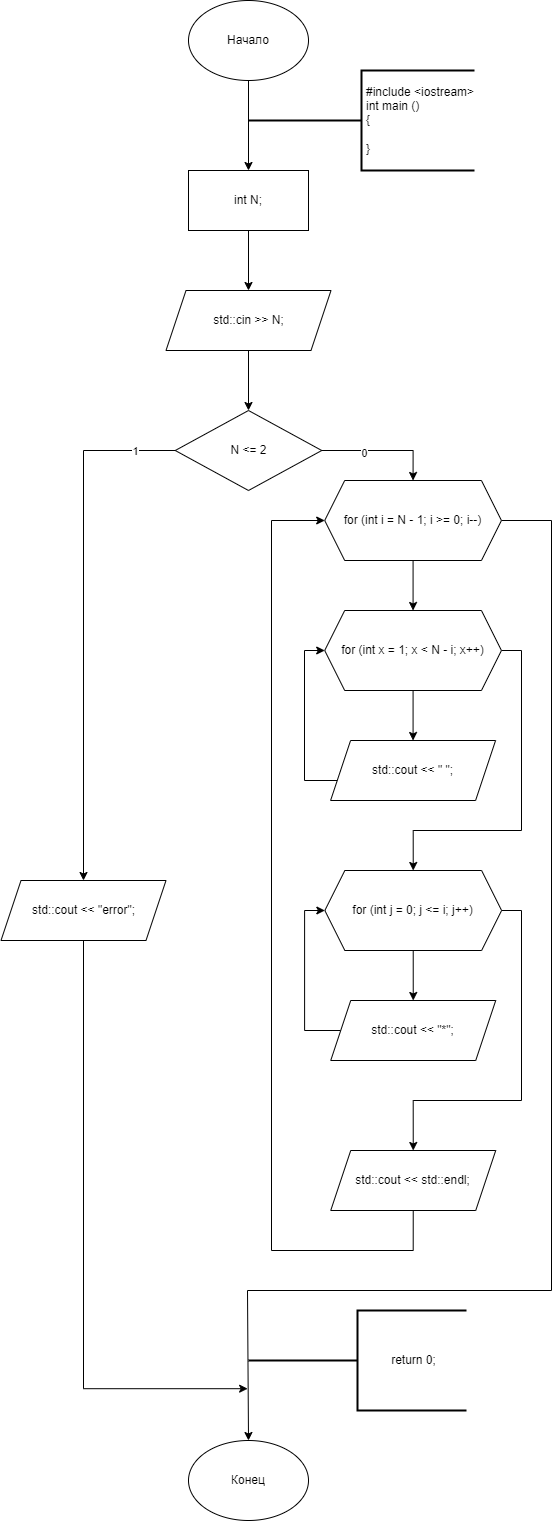 Начало
#include <iostream>
int main ()
{
}
int N;
std::cin >> N;
N <= 2
1
0
for (int i = N - 1; i >= 0; i--)
for (int x = 1; x < N - i; x++)
std::cout << " ";
for (int j = 0; j <= i; j++)
std::cout << "error";
std::cout << "*";
std::cout << std::endl;
return 0;
Конец